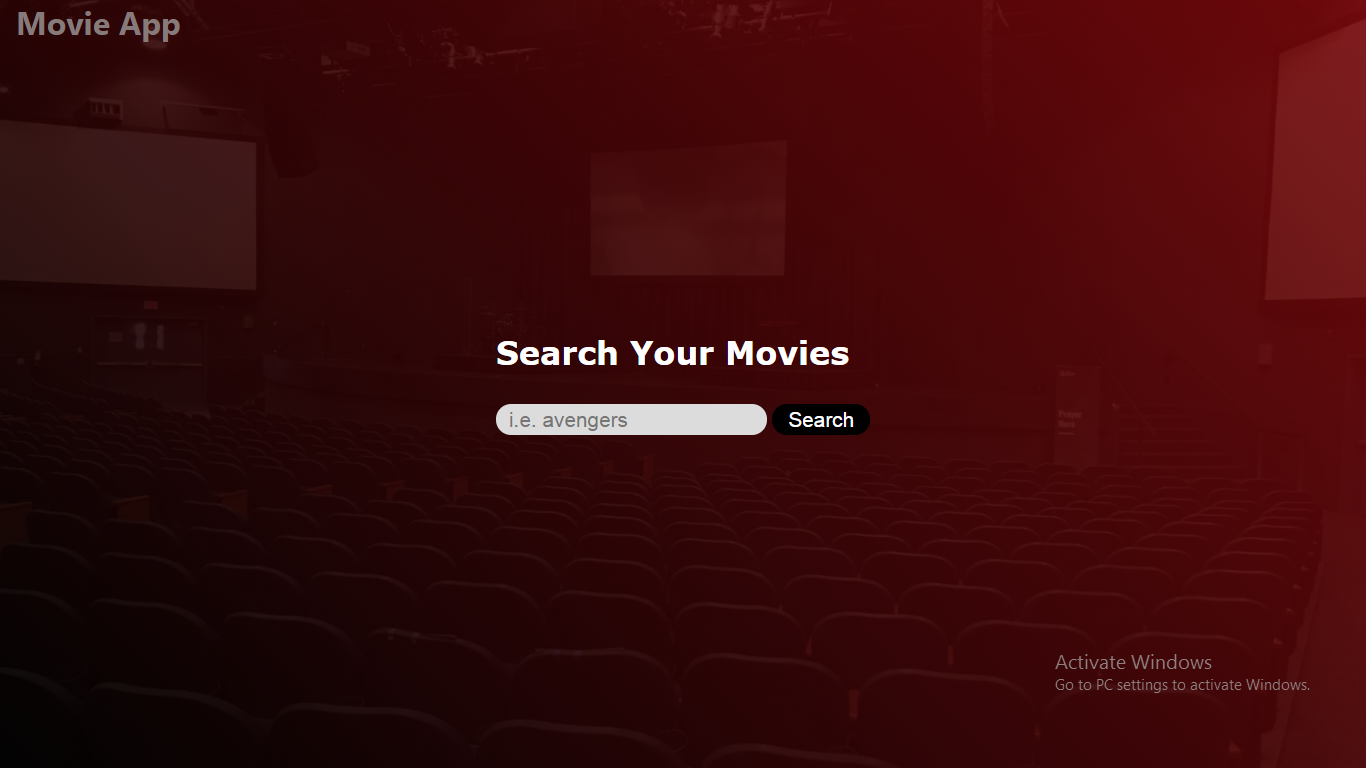 Movie App
Search Your Movies
i.e. avengers
Search
Activate Windows
Go to PC settings to activate Windows.